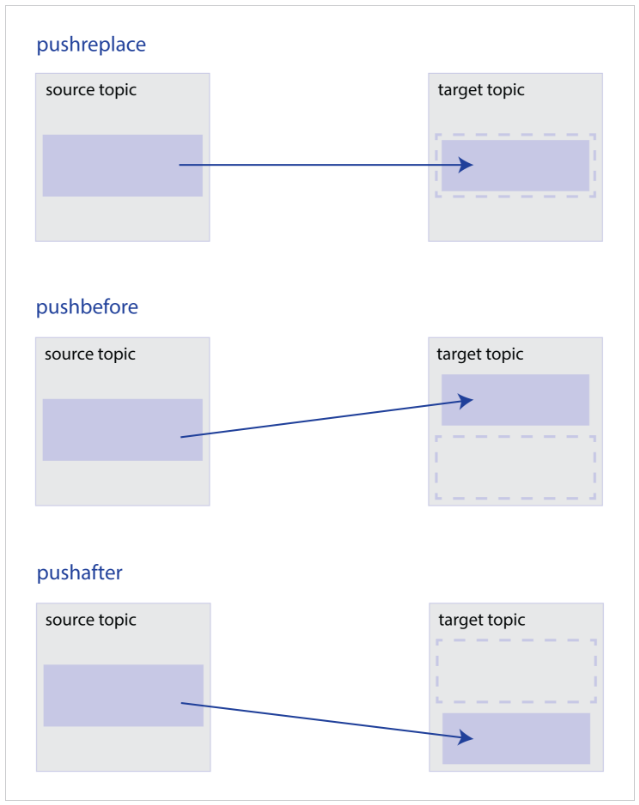 pushreplace
source topic
target topic
pushbefore
source topic
target topic
pushafter
source topic
target topic